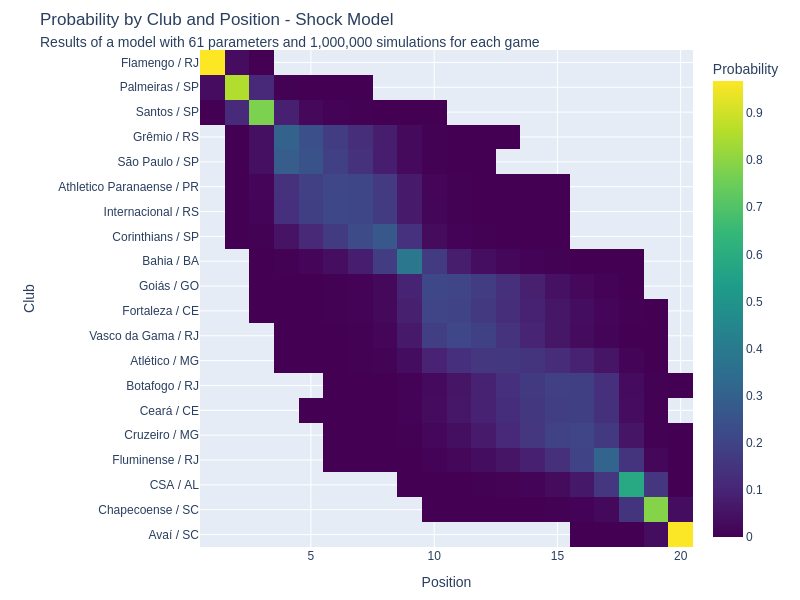 Probability by Club and Position - Shock Model
Results of a model with 61 parameters and 1,000,000 simulations for each game
Probability
Flamengo / RJ
Palmeiras / SP
Santos / SP
Grêmio / RS
São Paulo / SP
Athletico Paranaense / PR
Internacional / RS
Corinthians / SP
Bahia / BA
Goiás / GO
Fortaleza / CE
Vasco da Gama / RJ
Atlético / MG
Botafogo / RJ
Ceará / CE
Cruzeiro / MG
Fluminense / RJ
CSA / AL
Chapecoense / SC
Avaí / SC
Club
5
10
15
20
Position
0.9
0.8
0.7
0.6
0.5
0.4
0.3
0.2
0.1
0